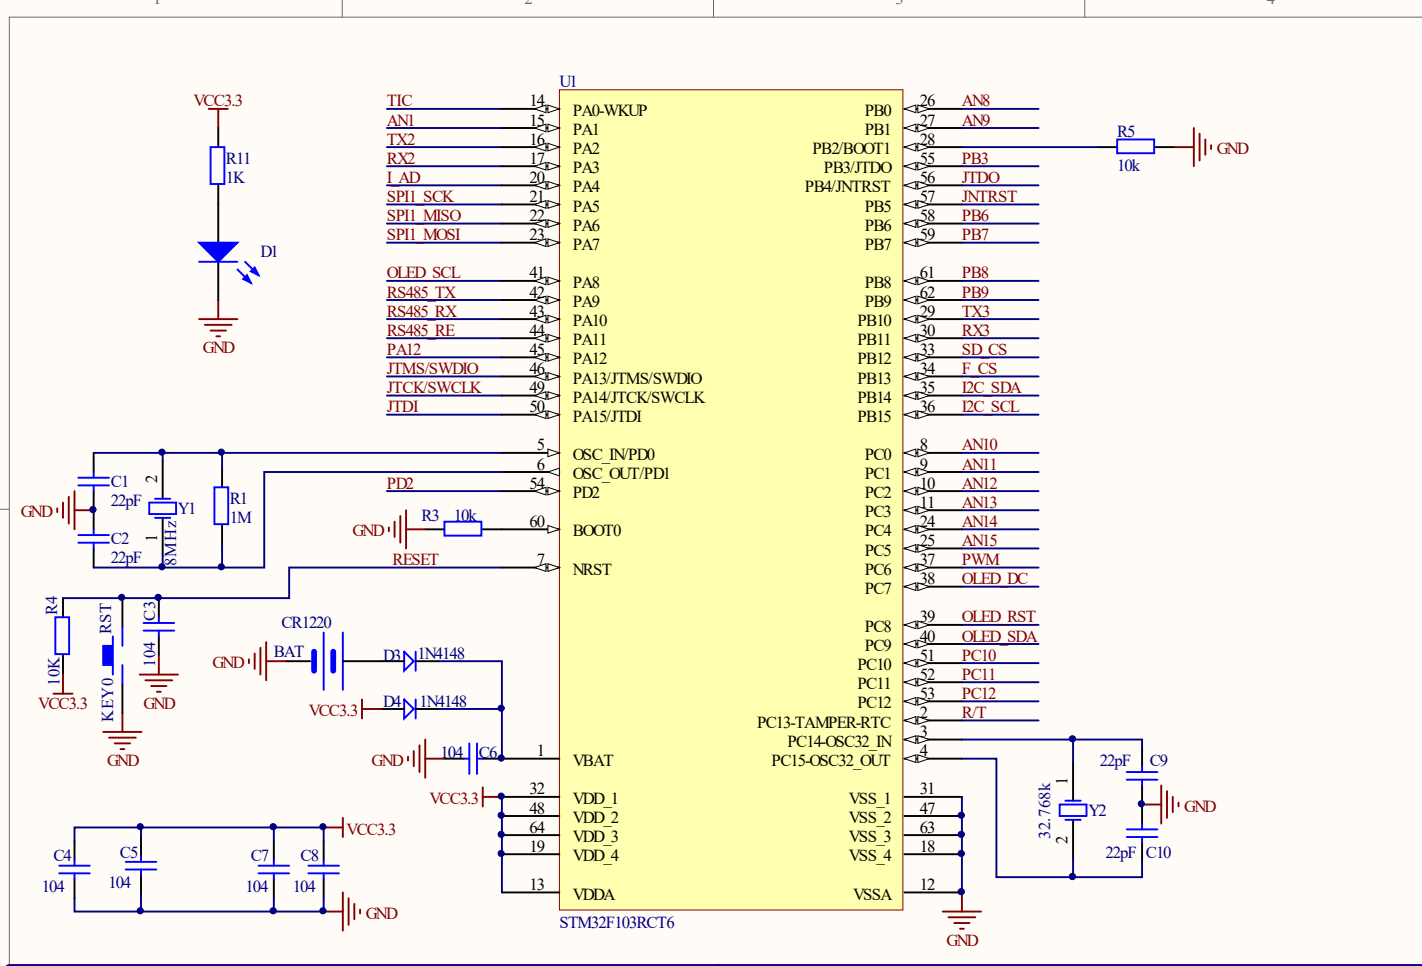 2
U1
VCC3.3
R11
1K
D1
GND
TIC 14 PA0-WKUP
AN1 15 PA1
TX2 16 PA2
RX2 17 PA3
I_AD 20 PA4
SPI1_SCK 21 PA5
SPI1_MISO 22 PA6
SPI1_MOSI 23 PA7
OLED_SCL 41 PA8
RS485_TX 42 PA9
RS485_RX 43 PA10
RS485_RE 44 PA11
PA12 45 PA12
JTMS/SWDIO 46 PA13/JTMS/SWDIO
JTCK/SWCLK 49 PA14/JTCK/SWCLK
JTDI 50 PA15/JTDI
5 OSC_IN/PD0
6 OSC_OUT/PD1
PD2 54 PD2
GND R3 10k 60 BOOT0
RESET 7 NRST
1 VBAT
VCC3.3 32 VDD_1
48 VDD_2
64 VDD_3
19 VDD_4
13 VDDA
PB0 26 AN8
PB1 27 AN9
PB2/BOOT1 28
PB3/JTDO 55 PB3
PB4/JNTRST 56 JTDO
PB5 57 JNTRST
PB6 58 PB6
PB7 59 PB7
PB8 61 PB8
PB9 62 PB9
PB10 29 TX3
PB11 30 RX3
PB12 33 SD_CS
PB13 34 F_CS
PB14 35 I2C_SDA
PB15 36 I2C_SCL
PC0 8 AN10
PC1 9 AN11
PC2 10 AN12
PC3 11 AN13
PC4 24 AN14
PC5 25 AN15
PC6 37 PWM
PC7 38 OLED_DC
PC8 39 OLED_RST
PC9 40 OLED_SDA
PC10 51 PC10
PC11 52 PC11
PC12 53 PC12
PC13-TAMPER-RTC 2 R/T
PC14-OSC32_IN 3
PC15-OSC32_OUT 4
VSS_1 31
VSS_2 47
VSS_3 63
VSS_4 18
VSSA 12
GND
STM32F103RCT6
R5
10k
GND
C1
22pF
GND
C2
22pF
2
Y1
1
8MHz
R1
1M
R4
10K
VCC3.3
KEY0_RST
GND
C3
104
GND
CR1220
GND BAT D3 1N4148
VCC3.3 D4 1N4148
GND 104 C6
VCC3.3
C4
104
C5
104
C7
104
C8
104
GND
32.768k
1
Y2
2
22pF C9
GND
22pF C10